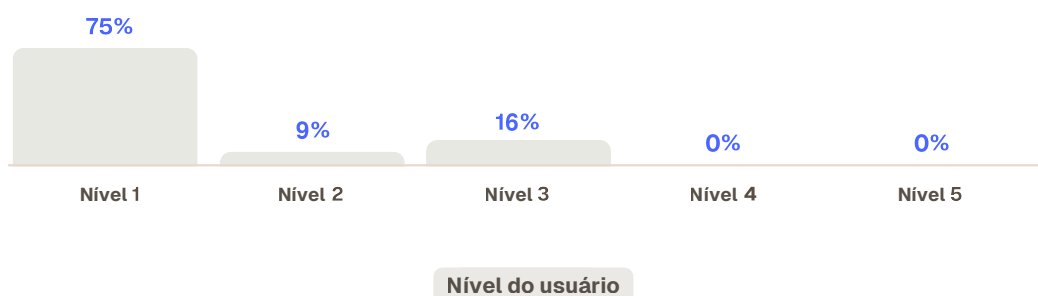 75%
9%
16%
0%
0%
Nível 1
Nível 2
Nível 3
Nível 4
Nível 5
Nível do usuário